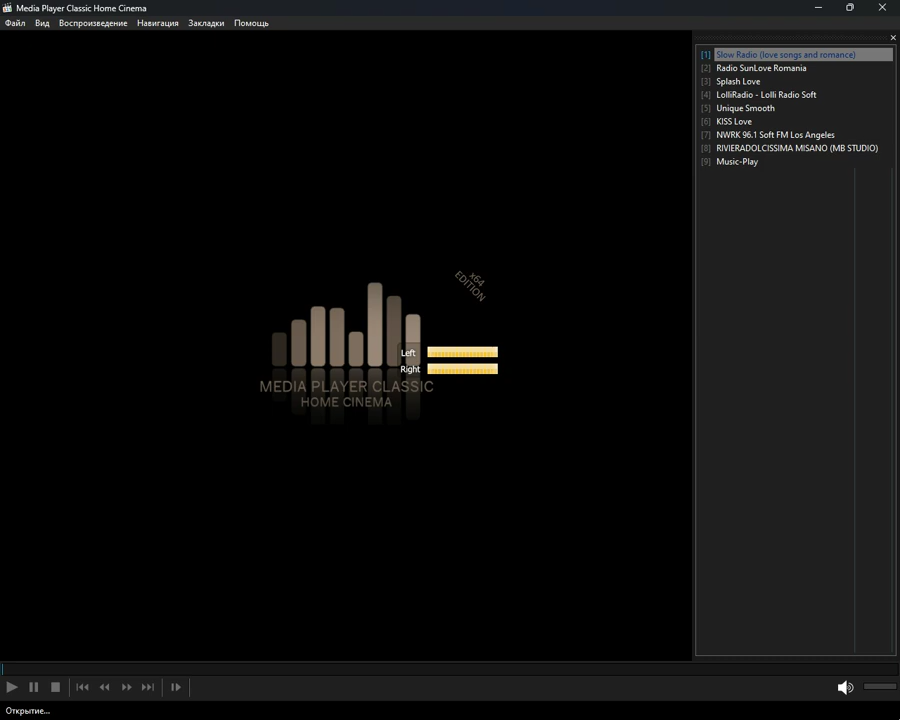 Media Player Classic Home Cinema
Файл Вид Воспроизведение Навигация Закладки Помощь
[1] Slow Radio (love songs and romance)
[2] Radio SunLove Romania
[3] Splash Love
[4] LolliRadio - Lolli Radio Soft
[5] Unique Smooth
[6] KISS Love
[7] NWRK 96.1 Soft FM Los Angeles
[8] RIVIERADOLCISSIMA MISANO (MB STUDIO)
[9] Music-Play
x64
EDITION
Left
Right
MEDIA PLAYER CLASSIC
HOME CINEMA
Открытие...